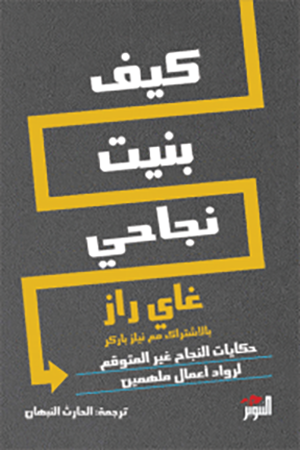 كيف
بنيت
نجاحي
غاي راز
بالاشتراك مع نيلز باركر
حكايات النجاح غير المتوقع
لرواد أعمال ملهمين
ترجمة: الحارث النبهان
التنوير